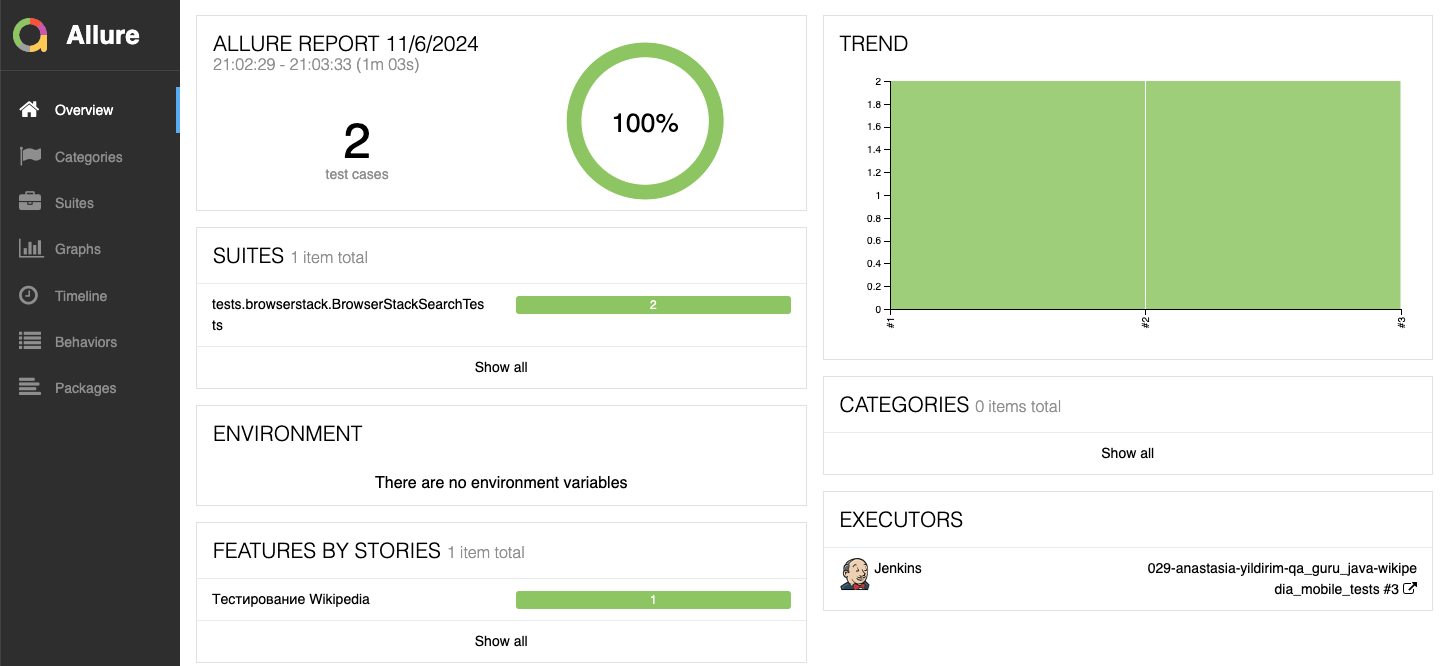 Allure
Overview
Categories
Suites
Graphs
Timeline
Behaviors
Packages
ALLURE REPORT 11/6/2024
21:02:29 - 21:03:33 (1m 03s)
2
test cases
100%
SUITES 1 item total
tests.browserstack.BrowserStackSearchTes
ts
2
Show all
ENVIRONMENT
There are no environment variables
FEATURES BY STORIES 1 item total
Тестирование Wikipedia
1
Show all
TREND
2
1.8
1.6
1.4
1.2
1
0.8
0.6
0.4
0.2
0
#1
#2
#3
CATEGORIES 0 items total
Show all
EXECUTORS
Jenkins
029-anastasia-yildirim-qa_guru_java-wikipe
dia_mobile_tests #3